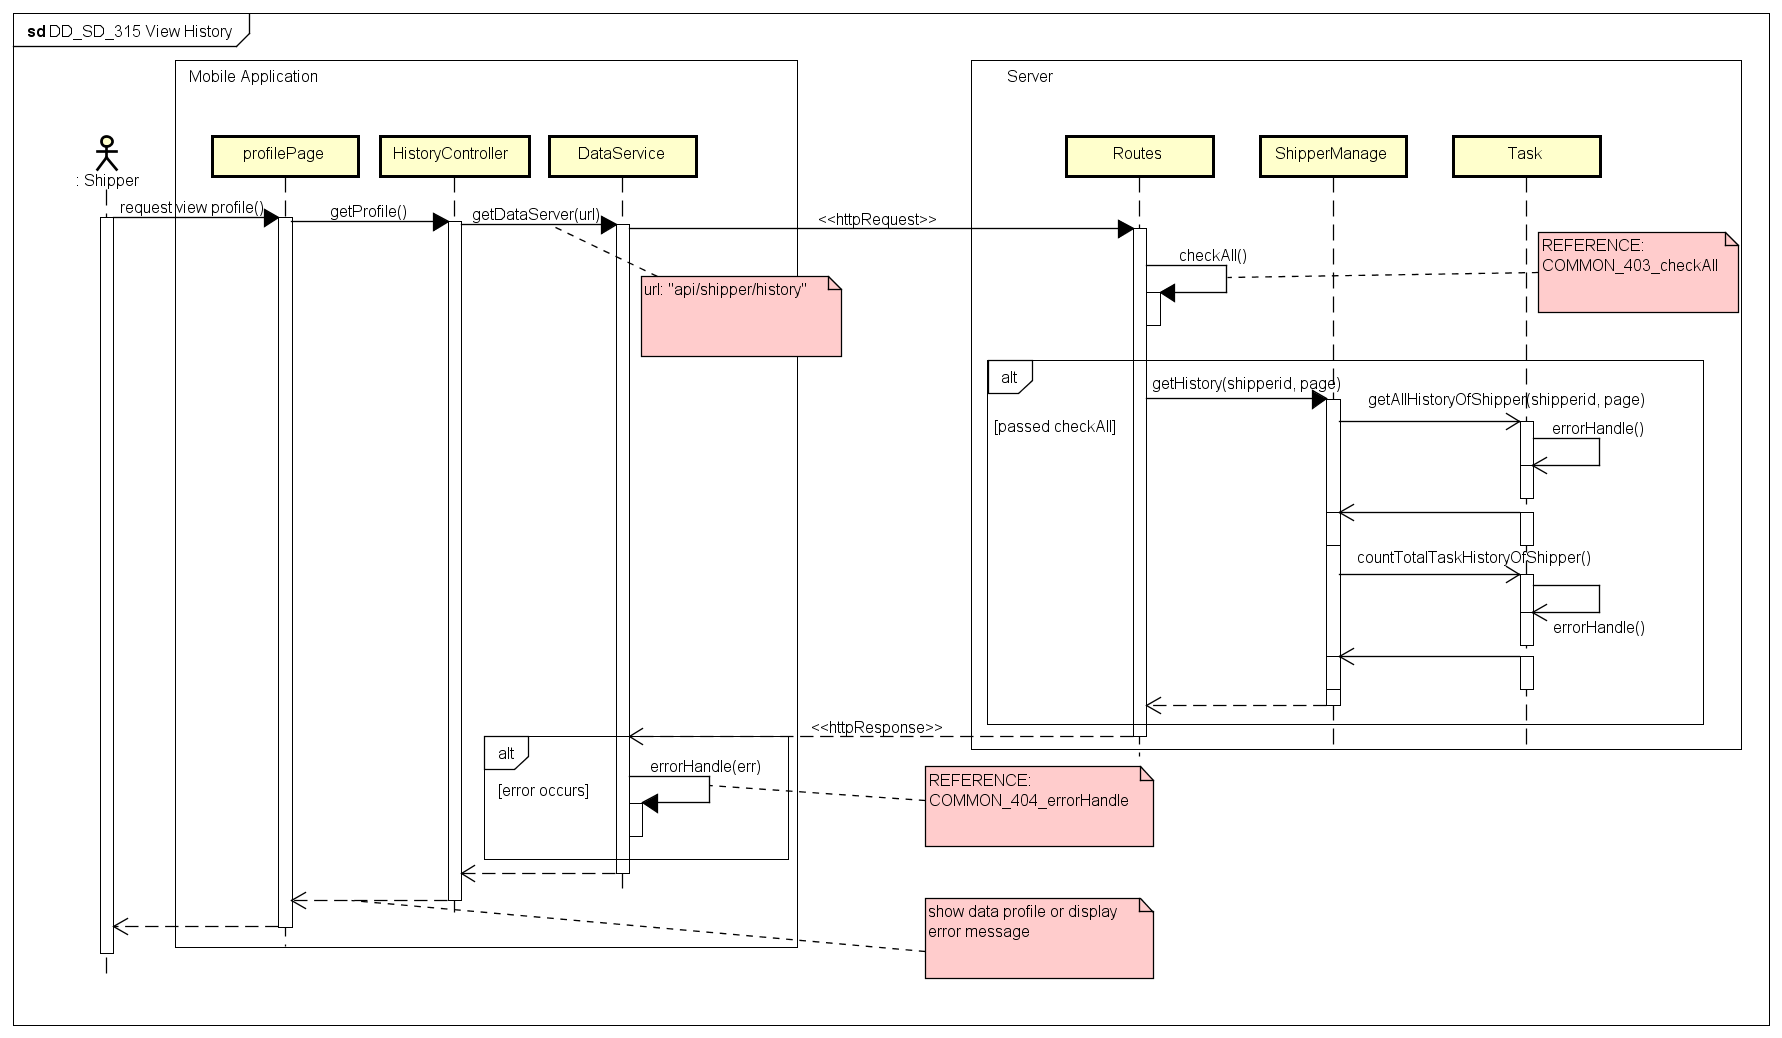 sd DD_SD_315 View History
Mobile Application
Server
profilePage
HistoryController
DataService
Routes
ShipperManage
Task
: Shipper
request view profile()
getProfile()
getDataServer(url)
<<httpRequest>>
checkAll()
REFERENCE:
COMMON_403_checkAll
url: "api/shipper/history"
alt
getHistory(shipperid, page)
getAllHistoryOfShipper(shipperid, page)
[passed checkAll]
errorHandle()
countTotalTaskHistoryOfShipper()
errorHandle()
<<httpResponse>>
alt
errorHandle(err)
[error occurs]
REFERENCE:
COMMON_404_errorHandle
show data profile or display
error message